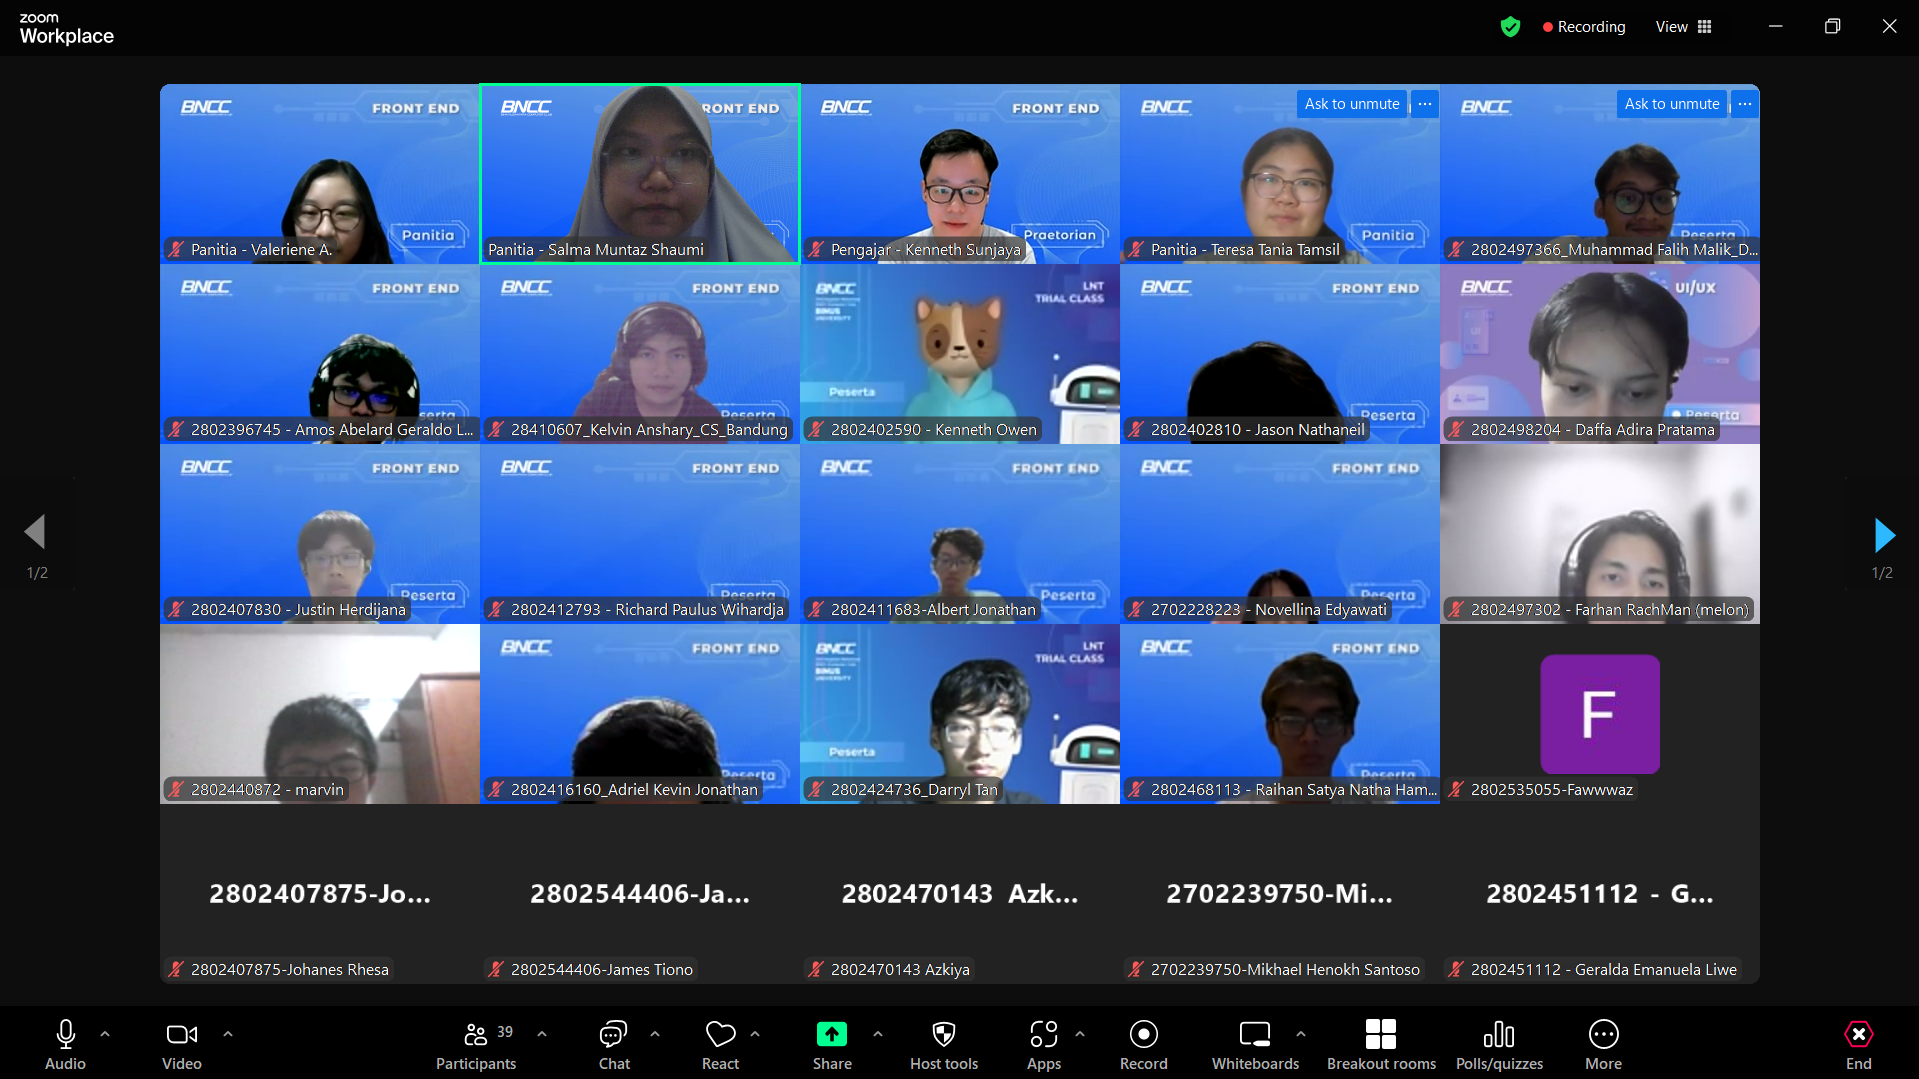 zoom
Workplace
Recording
View
BNCC FRONT END
Panitia
Panitia - Valeriene A.
BNCC RONT END
Panitia - Salma Muntaz Shaumi
BNCC FRONT END
Praetorian
Pengajar - Kenneth Sunjaya
BNCC
Ask to unmute ...
Panitia
Panitia - Teresa Tania Tamsil
BNCC
Ask to unmute ...
2802497366_Muhammad Falih Malik_D...
BNCC FRONT END
serta
2802396745 - Amos Abelard Geraldo L...
BNCC FRONT END
Peserta
28410607_Kelvin Anshary_CS_Bandung
BNCC
BINUS
UNIVERSITY
LNT
TRIAL CLASS
Peserta
2802402590 - Kenneth Owen
BNCC FRONT END
Peserta
2802402810 - Jason Nathaneil
BNCC UI/UX
UI
Peserta
2802498204 - Daffa Adira Pratama
BNCC FRONT END
Peserta
2802407830 - Justin Herdijana
BNCC FRONT END
Peserta
2802412793 - Richard Paulus Wihardja
BNCC FRONT END
Peserta
2802411683-Albert Jonathan
BNCC FRONT END
Peserta
2702228223 - Novellina Edyawati
2802497302 - Farhan RachMan (melon)
2802440872 - marvin
BNCC FRONT END
Peserta
2802416160_Adriel Kevin Jonathan
BNCC
BINUS
UNIVERSITY
LNT
TRIAL CLASS
Peserta
2802424736_Darryl Tan
BNCC FRONT END
Peserta
2802468113 - Raihan Satya Natha Ham...
F
2802535055-Fawwwaz
2802407875-Jo...
2802407875-Johanes Rhesa
2802544406-Ja...
2802544406-James Tiono
2802470143 Azk...
2802470143 Azkiya
2702239750-Mi...
2702239750-Mikhael Henokh Santoso
2802451112 - G...
2802451112 - Geralda Emanuela Liwe
1/2
1/2
Audio
Video
39
Participants
Chat
React
Share
Host tools
Apps
Record
Whiteboards
Breakout rooms
Polls/quizzes
More
End